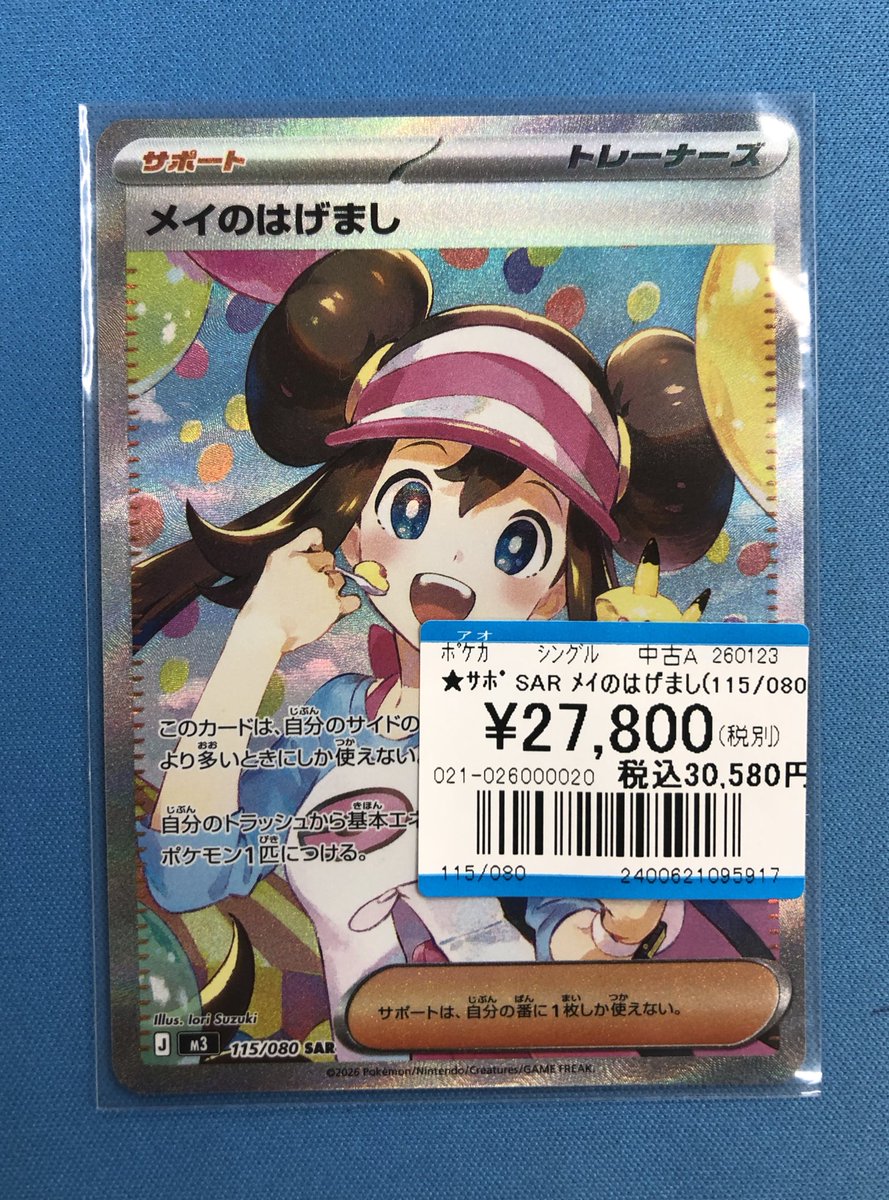 サポート
トレーナーズ
メイのはげまし
アオ
ポケカ シングル 中古A 260123
★サポ SAR メイのはげまし(115/080
¥27,800(税別)
021-026000020 税込30,580円
115/080 2400621095917
このカードは、自分のサイドの
より多いときにしか使えない。
自分のトラッシュから基本エネ
ポケモン1匹につける。
サポートは、自分の番に1枚しか使えない。
Illus. Iori Suzuki
J M3 115/080 SAR
©2026 Pokémon/Nintendo/Creatures/GAME FREAK.